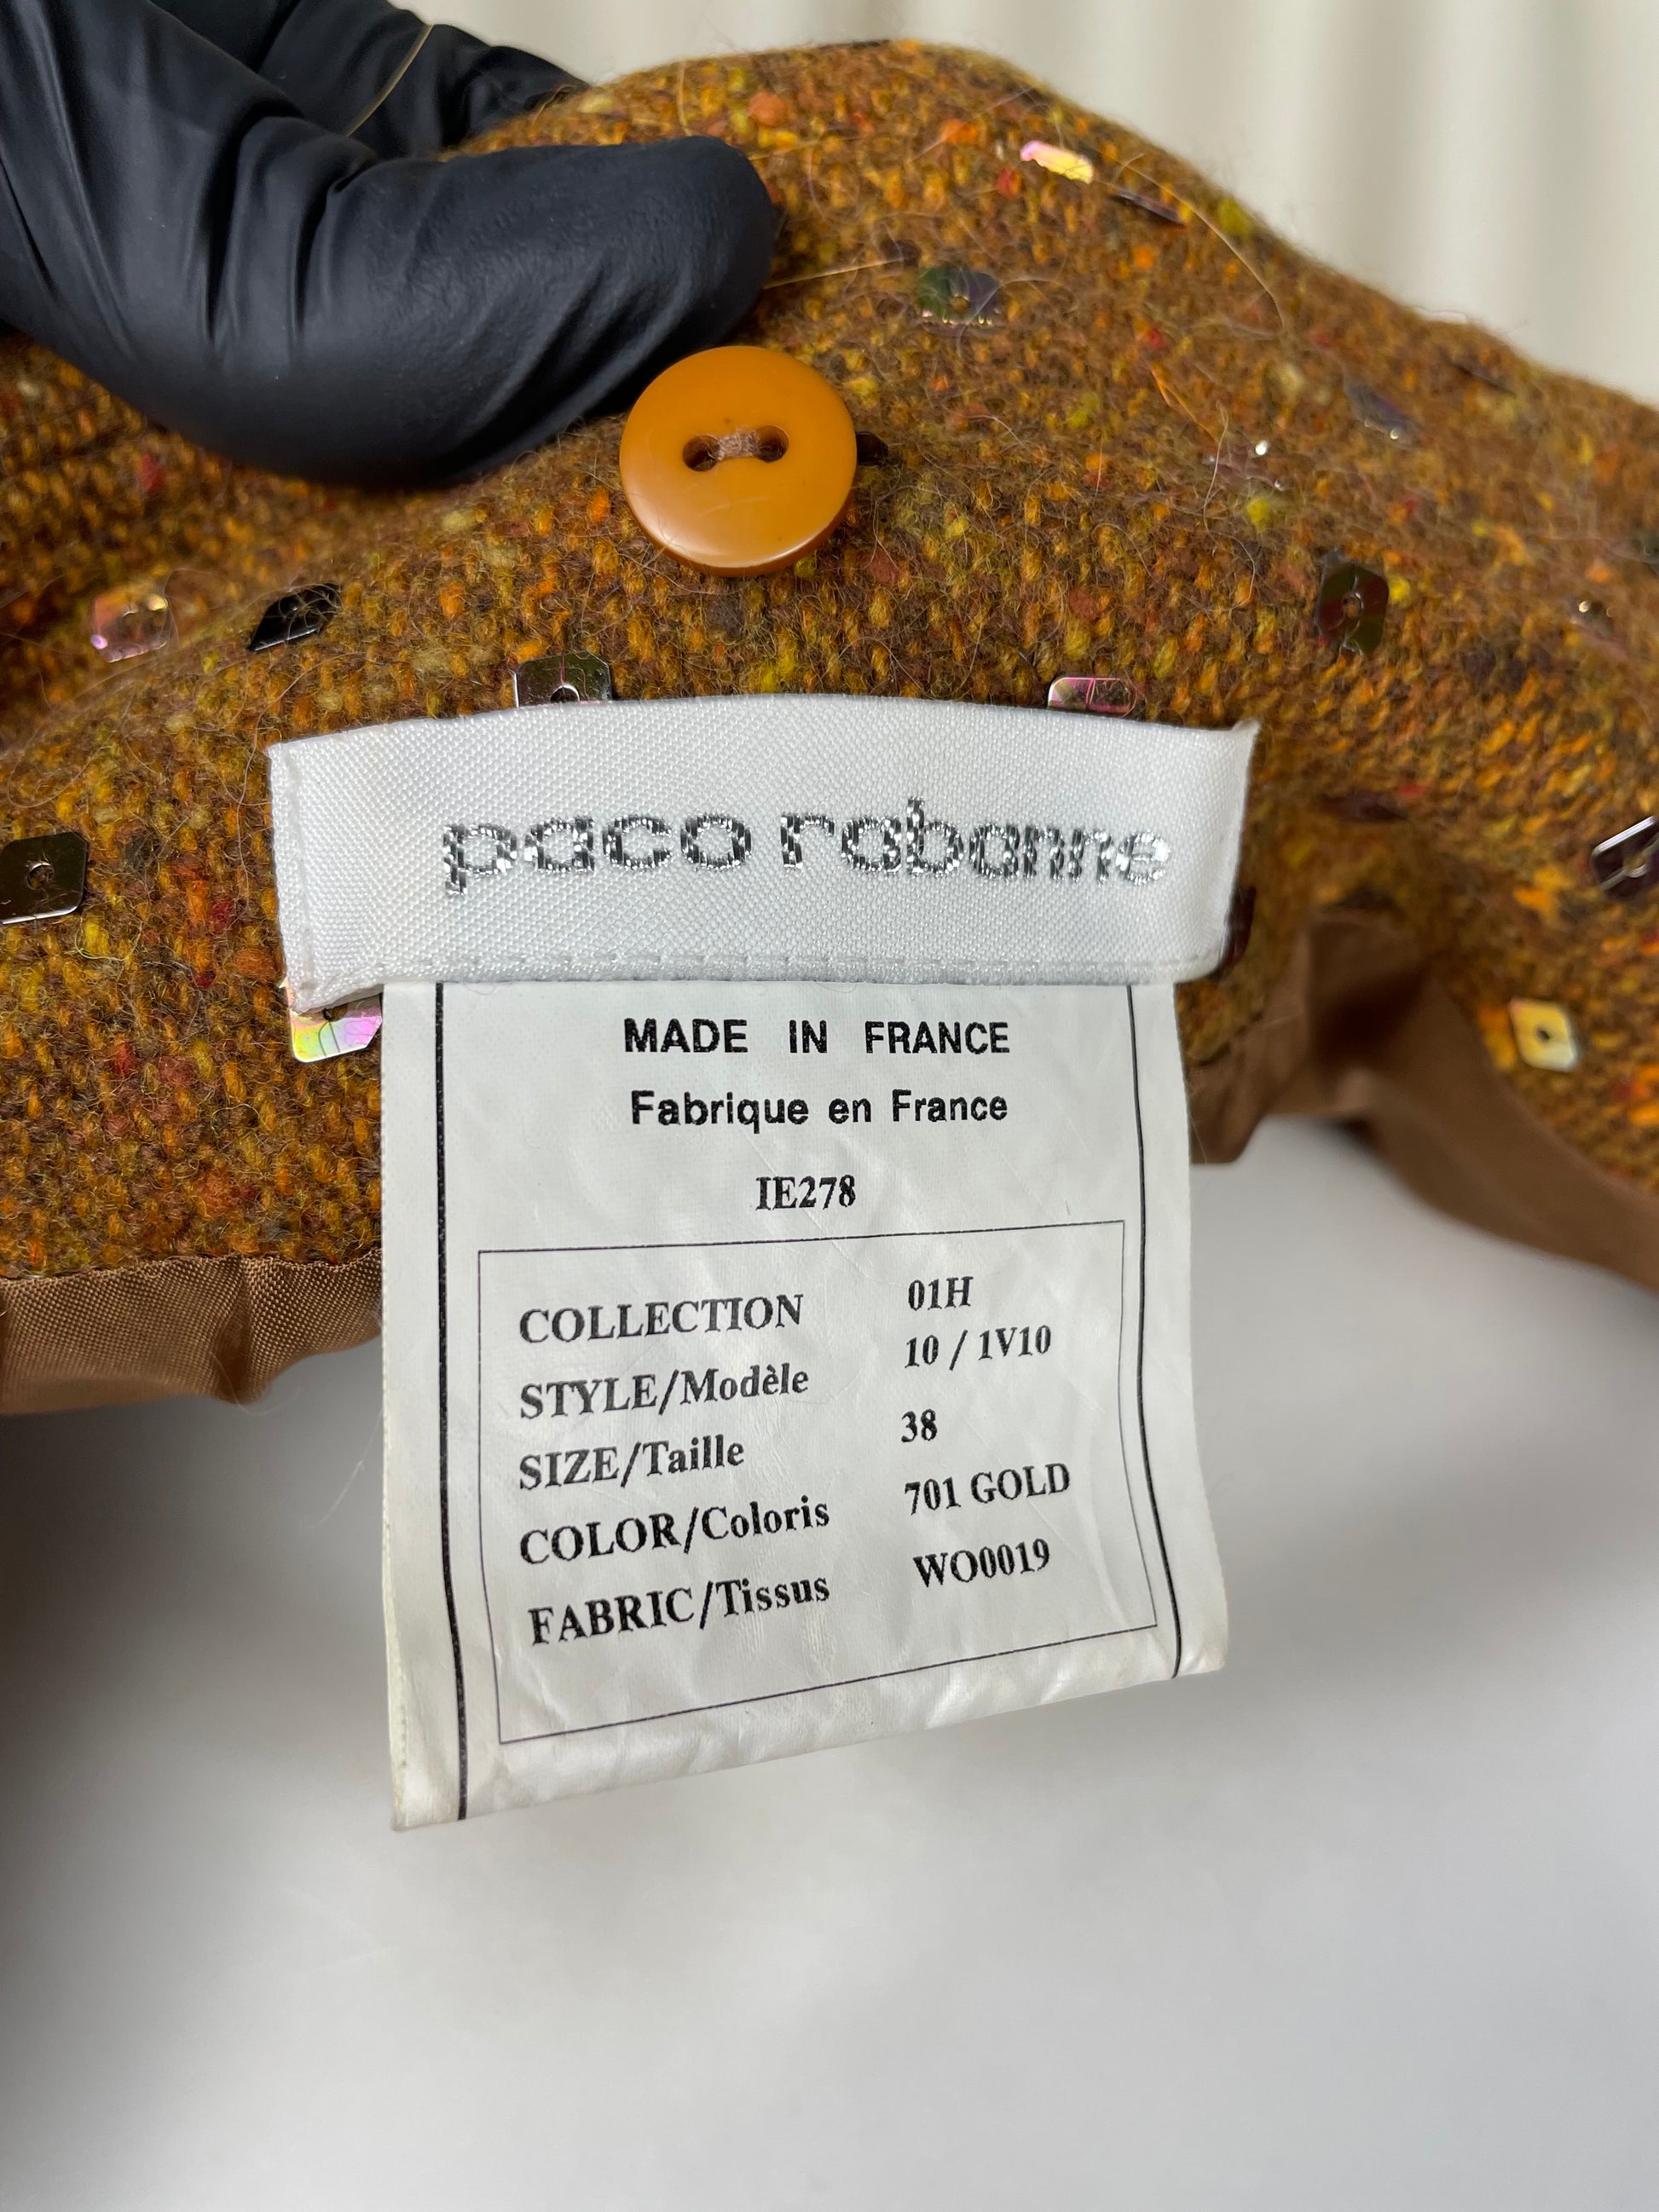 paco rabanne
MADE IN FRANCE
Fabrique en France
IE278
COLLECTION 01H
STYLE/Modèle 10 / 1V10
SIZE/Taille 38
COLOR/Coloris 701 GOLD
FABRIC/Tissus WO0019